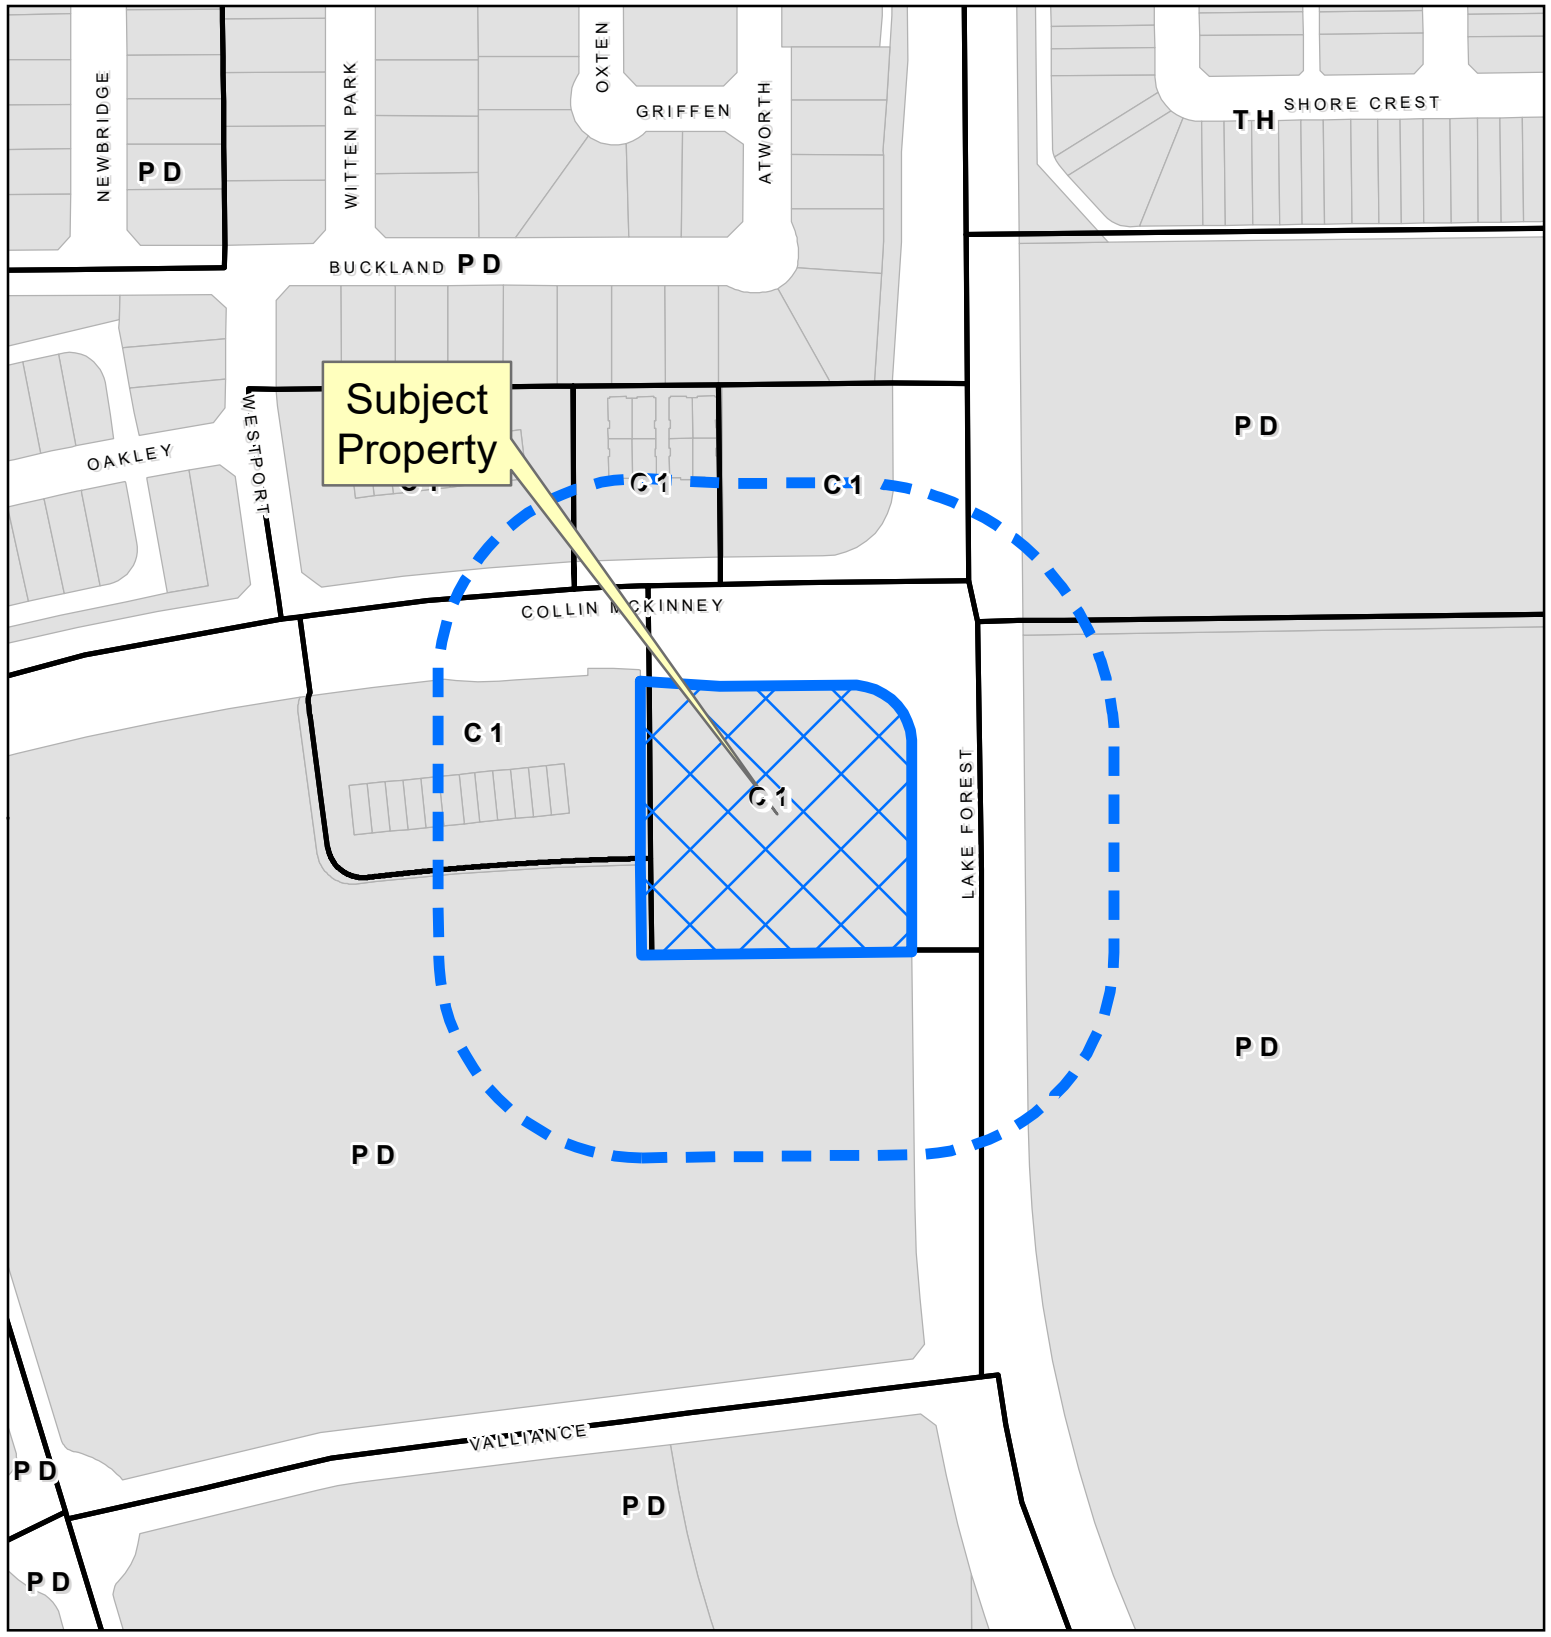 OXTEN
NEWBRIDGE
WITTEN PARK
GRIFFEN
ATWORTH
SHORE CREST
TH
PD
BUCKLAND
PD
Subject
Property
WESTPORT
OAKLEY
PD
C1
C1
C1
COLLIN MCKINNEY
C1
C1
LAKE FOREST
PD
PD
VALLIANCE
PD
PD
PD